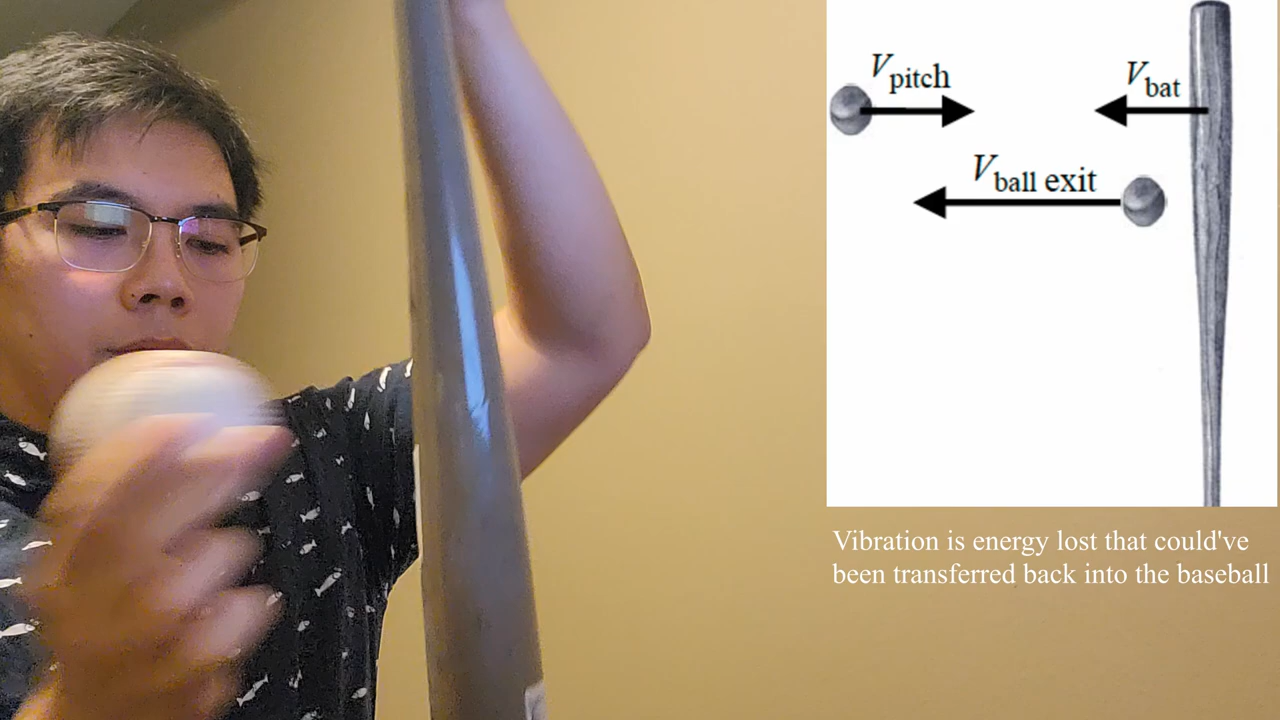 Vpitch
Vbat
Vball exit
Vibration is energy lost that could've
been transferred back into the baseball